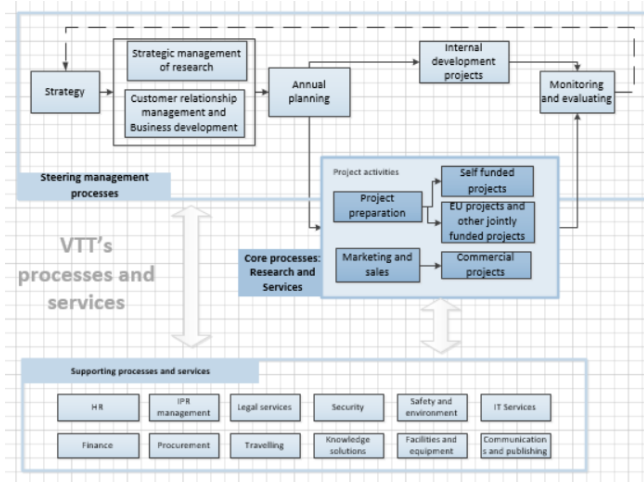 Strategic management
of research
Internal
development
projects
Strategy
Customer relationship
management and
Business development
Annual
planning
Monitoring
and evaluating
Steering management
processes
Project activities
Self funded
projects
Project
preparation
EU projects and
other jointly
funded projects
VTT's
processes and
services
Core processes:
Research and
Services
Marketing and
sales
Commercial
projects
Supporting processes and services
HR
IPR
management
Legal services
Security
Safety and
environment
IT Services
Finance
Procurement
Travelling
Knowledge
solutions
Facilities and
equipment
Communication
s and publishing